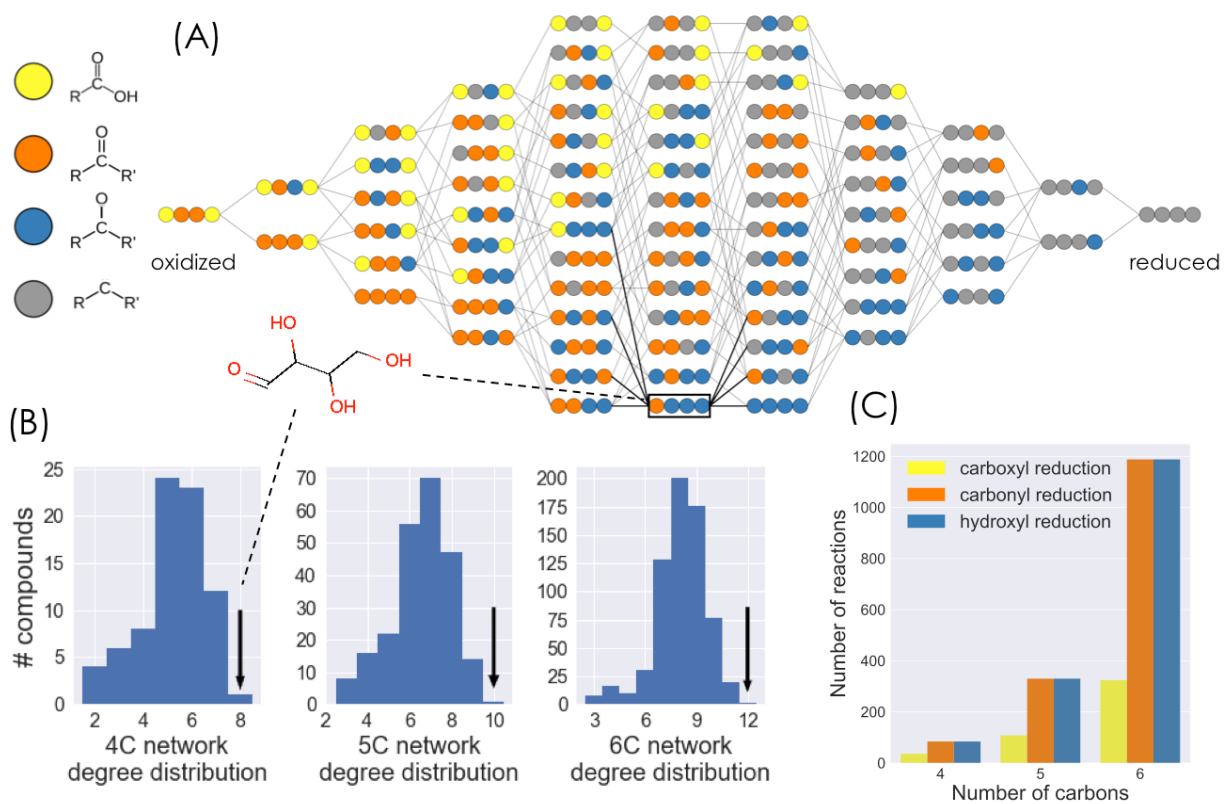 (A)
O
R
C
OH
O
R
C
R'
O
R
C
R'
C
R
R'
oxidized
reduced
HO
O
OH
OH
(B)
# compounds
25
20
15
10
5
0
2
4
6
8
4C network
degree distribution
70
60
50
40
30
20
10
0
2
4
6
8
10
5C network
degree distribution
200
175
150
125
100
75
50
25
0
3
6
9
12
6C network
degree distribution
(C)
Number of reactions
1200
1000
800
600
400
200
0
carboxyl reduction
carbonyl reduction
hydroxyl reduction
4
5
6
Number of carbons